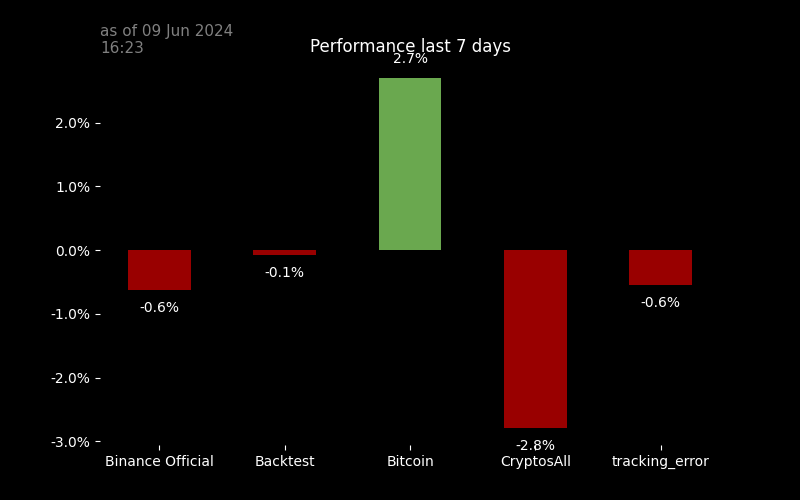 as of 09 Jun 2024
16:23
Performance last 7 days
2.7%
2.0%
1.0%
0.0%
-0.1%
-0.6%
-0.6%
-1.0%
-2.0%
-2.8%
-3.0%
Binance Official
Backtest
Bitcoin
CryptosAll
tracking_error